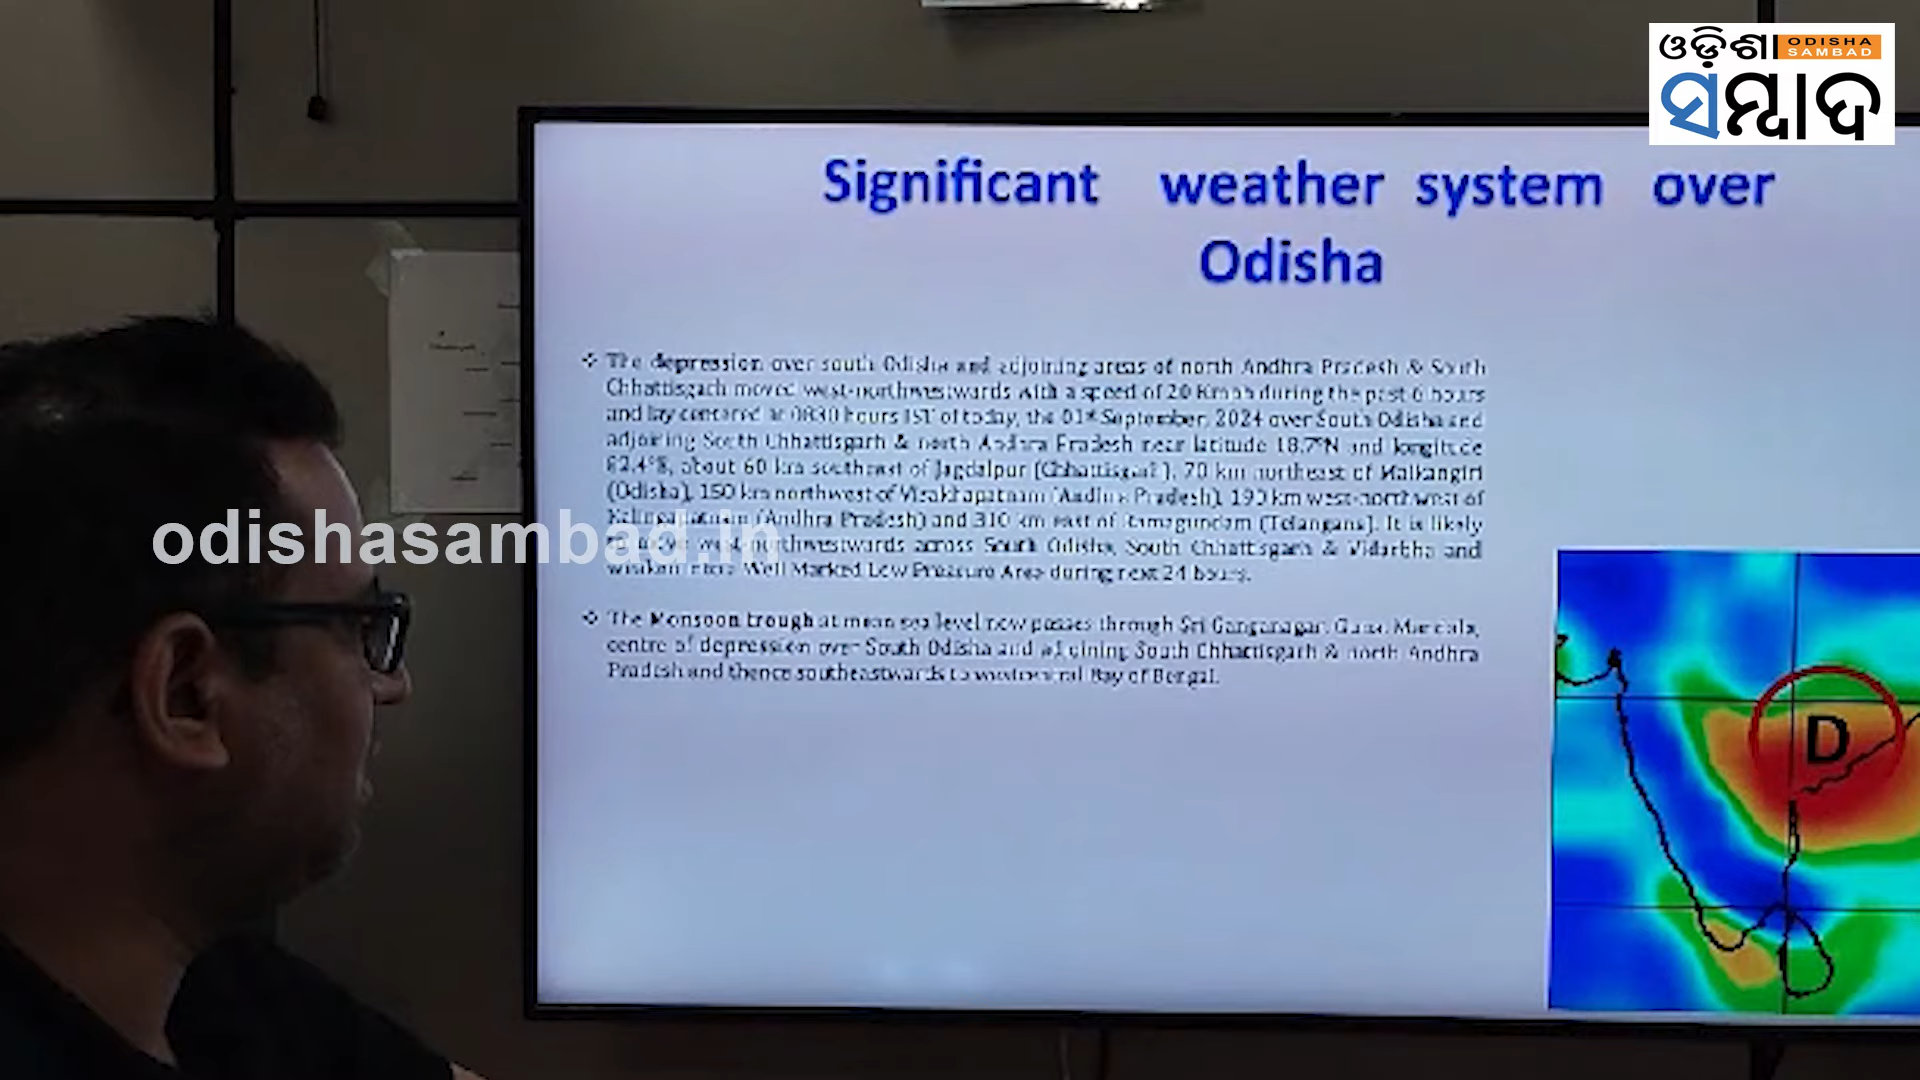 ଓଡ଼ିଶା ODISHA
SAMBAD
ସମ୍ବାଦ
Significant weather system over
Odisha
The depression over south Odisha and adjoining areas of north Andhra Pradesh & South
Chhattisgarh moved west-northwestwards with a speed of 20 Kmph during the past 6 hours
and lay centered at 0830 hours IST of today, the 01st September, 2024 over South Odisha and
adjoining South Chhattisgarh & north Andhra Pradesh near latitude 18.7°N and longitude
82.4°E, about 60 km southeast of Jagdalpur (Chhattisgarh), 70 km northeast of Malkangiri
(Odisha), 150 km northwest of Visakhapatnam (Andhra Pradesh), 190 km west-northwest of
Kalingapatnam (Andhra Pradesh) and 310 km east of Ramagundam (Telangana). It is likely
west-northwestwards across South Odisha, South Chhattisgarh & Vidarbha and
weaken into a Well Marked Low Pressure Area during next 24 hours.
odishasambad.in
The Monsoon trough at mean sea level now passes through Sri Ganganagar, Guna, Mandala,
centre of depression over South Odisha and adjoining South Chhattisgarh & north Andhra
Pradesh and thence southeastwards to westcentral Bay of Bengal.
D